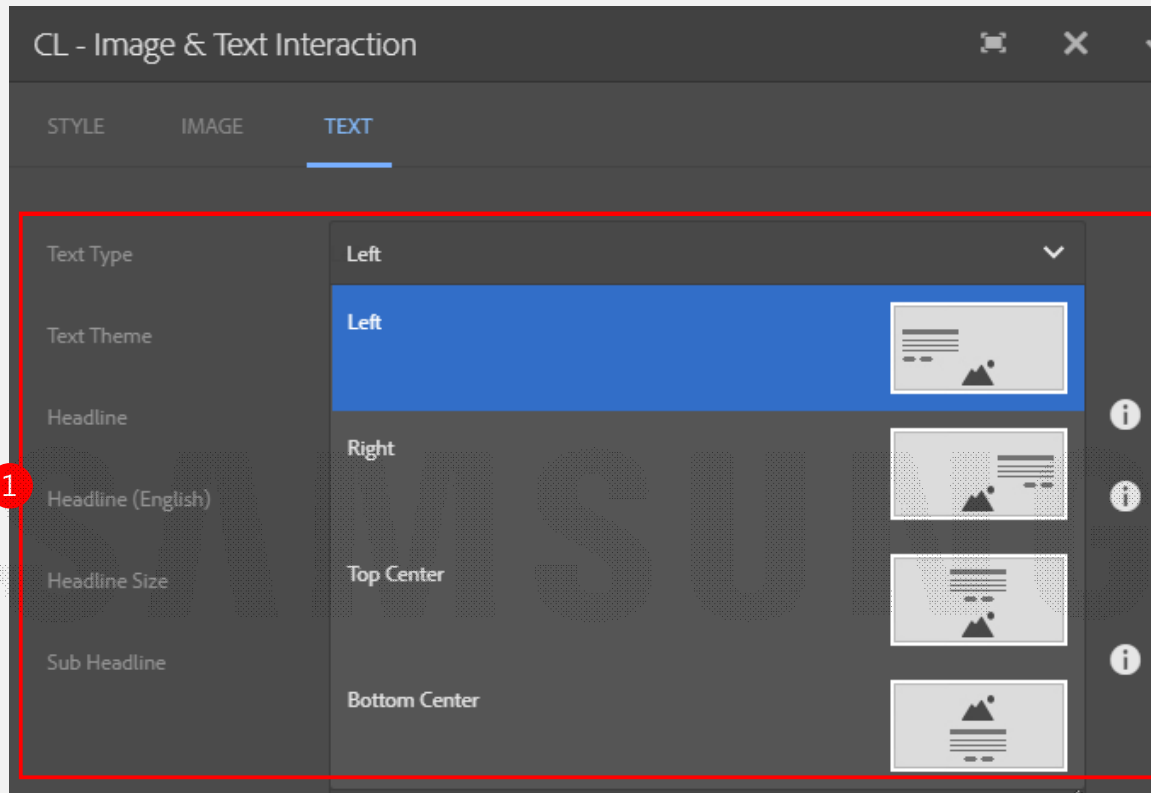 CL - Image & Text Interaction
STYLE IMAGE TEXT
Text Type
Left
Left
Text Theme
Headline
Right
1
Headline (English)
SAMSUNG
Headline Size
Top Center
Sub Headline
Bottom Center